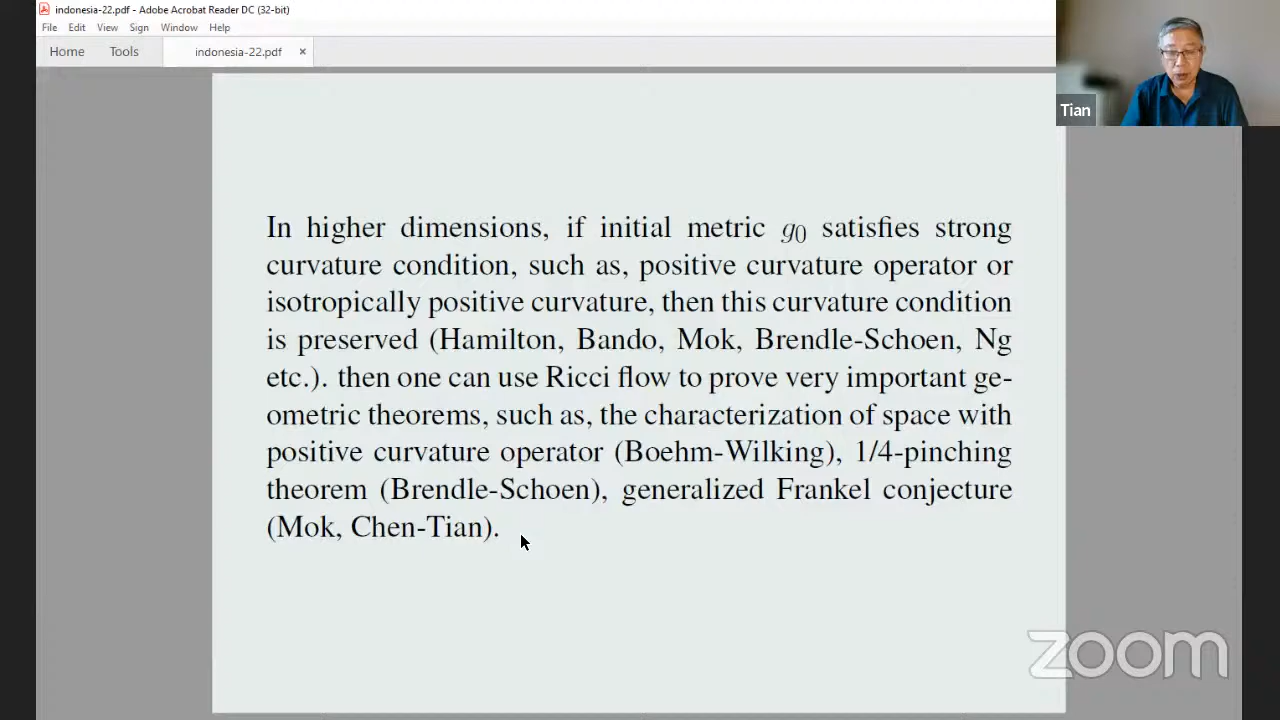 indonesia-22.pdf - Adobe Acrobat Reader DC (32-bit)
File Edit View Sign Window Help
Home Tools indonesia-22.pdf ×
Tian
In higher dimensions, if initial metric g₀ satisfies strong
curvature condition, such as, positive curvature operator or
isotropically positive curvature, then this curvature condition
is preserved (Hamilton, Bando, Mok, Brendle-Schoen, Ng
etc.). then one can use Ricci flow to prove very important ge-
ometric theorems, such as, the characterization of space with
positive curvature operator (Boehm-Wilking), 1/4-pinching
theorem (Brendle-Schoen), generalized Frankel conjecture
(Mok, Chen-Tian).
zoom